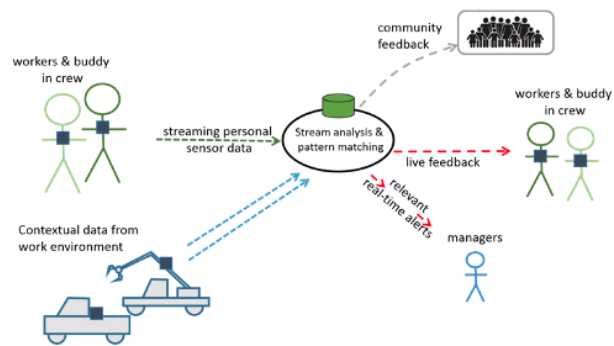 community
feedback
workers & buddy
in crew
workers & buddy
in crew
streaming personal
sensor data
Stream analysis &
pattern matching
live feedback
relevant
real-time alerts
Contextual data from
work environment
managers